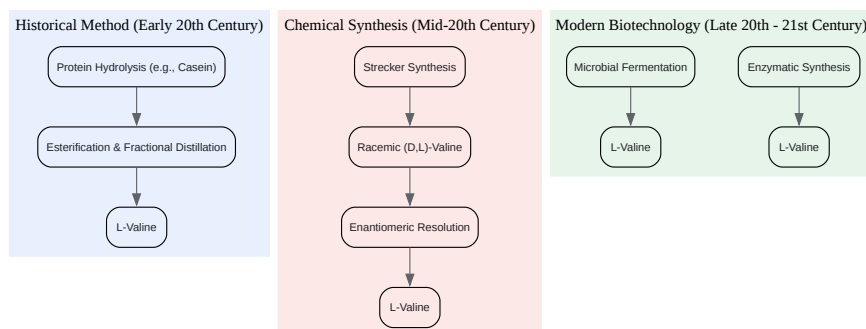 Historical Method (Early 20th Century)
Protein Hydrolysis (e.g., Casein)
Esterification & Fractional Distillation
L-Valine
Chemical Synthesis (Mid-20th Century)
Strecker Synthesis
Racemic (D,L)-Valine
Enantiomeric Resolution
L-Valine
Modern Biotechnology (Late 20th - 21st Century)
Microbial Fermentation
L-Valine
Enzymatic Synthesis
L-Valine